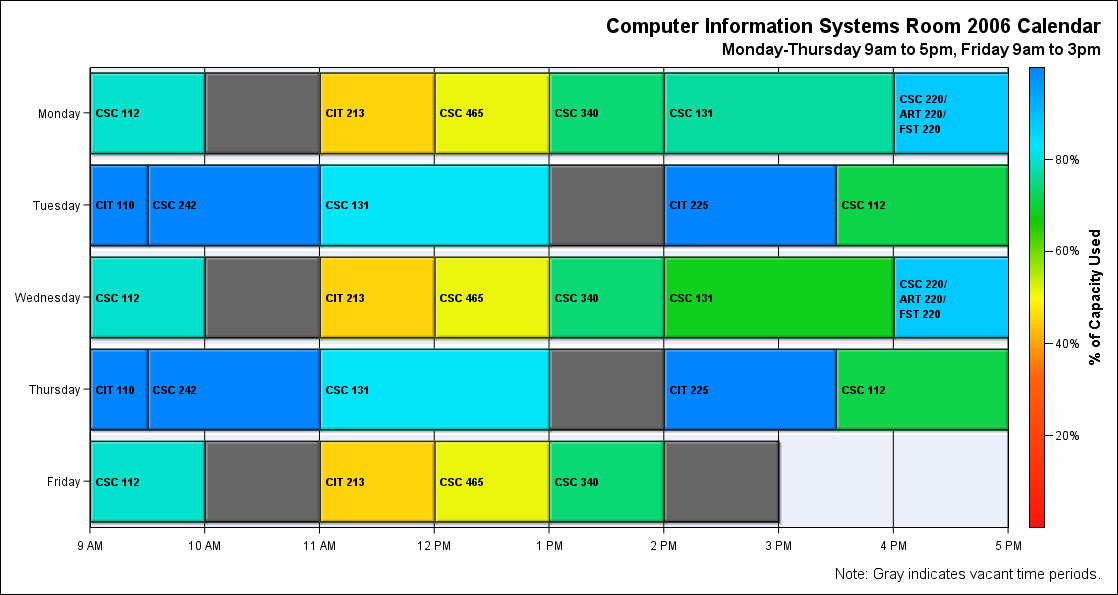 Computer Information Systems Room 2006 Calendar
Monday-Thursday 9am to 5pm, Friday 9am to 3pm
Monday
CSC 112
CIT 213
CSC 465
CSC 340
CSC 131
CSC 220/
ART 220/
FST 220
Tuesday
CIT 110
CSC 242
CSC 131
CIT 225
CSC 112
Wednesday
CSC 112
CIT 213
CSC 465
CSC 340
CSC 131
CSC 220/
ART 220/
FST 220
Thursday
CIT 110
CSC 242
CSC 131
CIT 225
CSC 112
Friday
CSC 112
CIT 213
CSC 465
CSC 340
9 AM
10 AM
11 AM
12 PM
1 PM
2 PM
3 PM
4 PM
5 PM
80%
60%
40%
20%
% of Capacity Used
Note: Gray indicates vacant time periods.